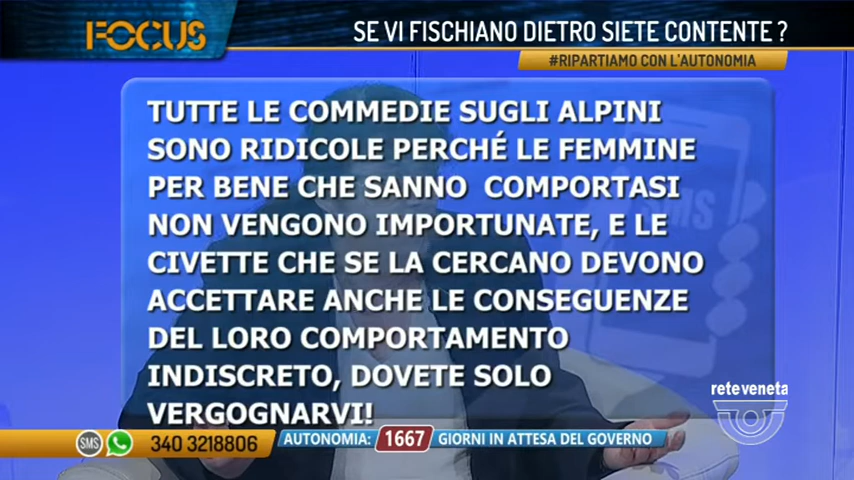 FOCUS
SE VI FISCHIANO DIETRO SIETE CONTENTE ?
#RIPARTIAMO CON L'AUTONOMIA
TUTTE LE COMMEDIE SUGLI ALPINI
SONO RIDICOLE PERCHÉ LE FEMMINE
PER BENE CHE SANNO COMPORTASI
NON VENGONO IMPORTUNATE, E LE
CIVETTE CHE SE LA CERCANO DEVONO
ACCETTARE ANCHE LE CONSEGUENZE
DEL LORO COMPORTAMENTO
INDISCRETO, DOVETE SOLO
VERGOGNARVI!
SMS
reteveneta
SMS 340 3218806
AUTONOMIA: 1667 GIORNI IN ATTESA DEL GOVERNO